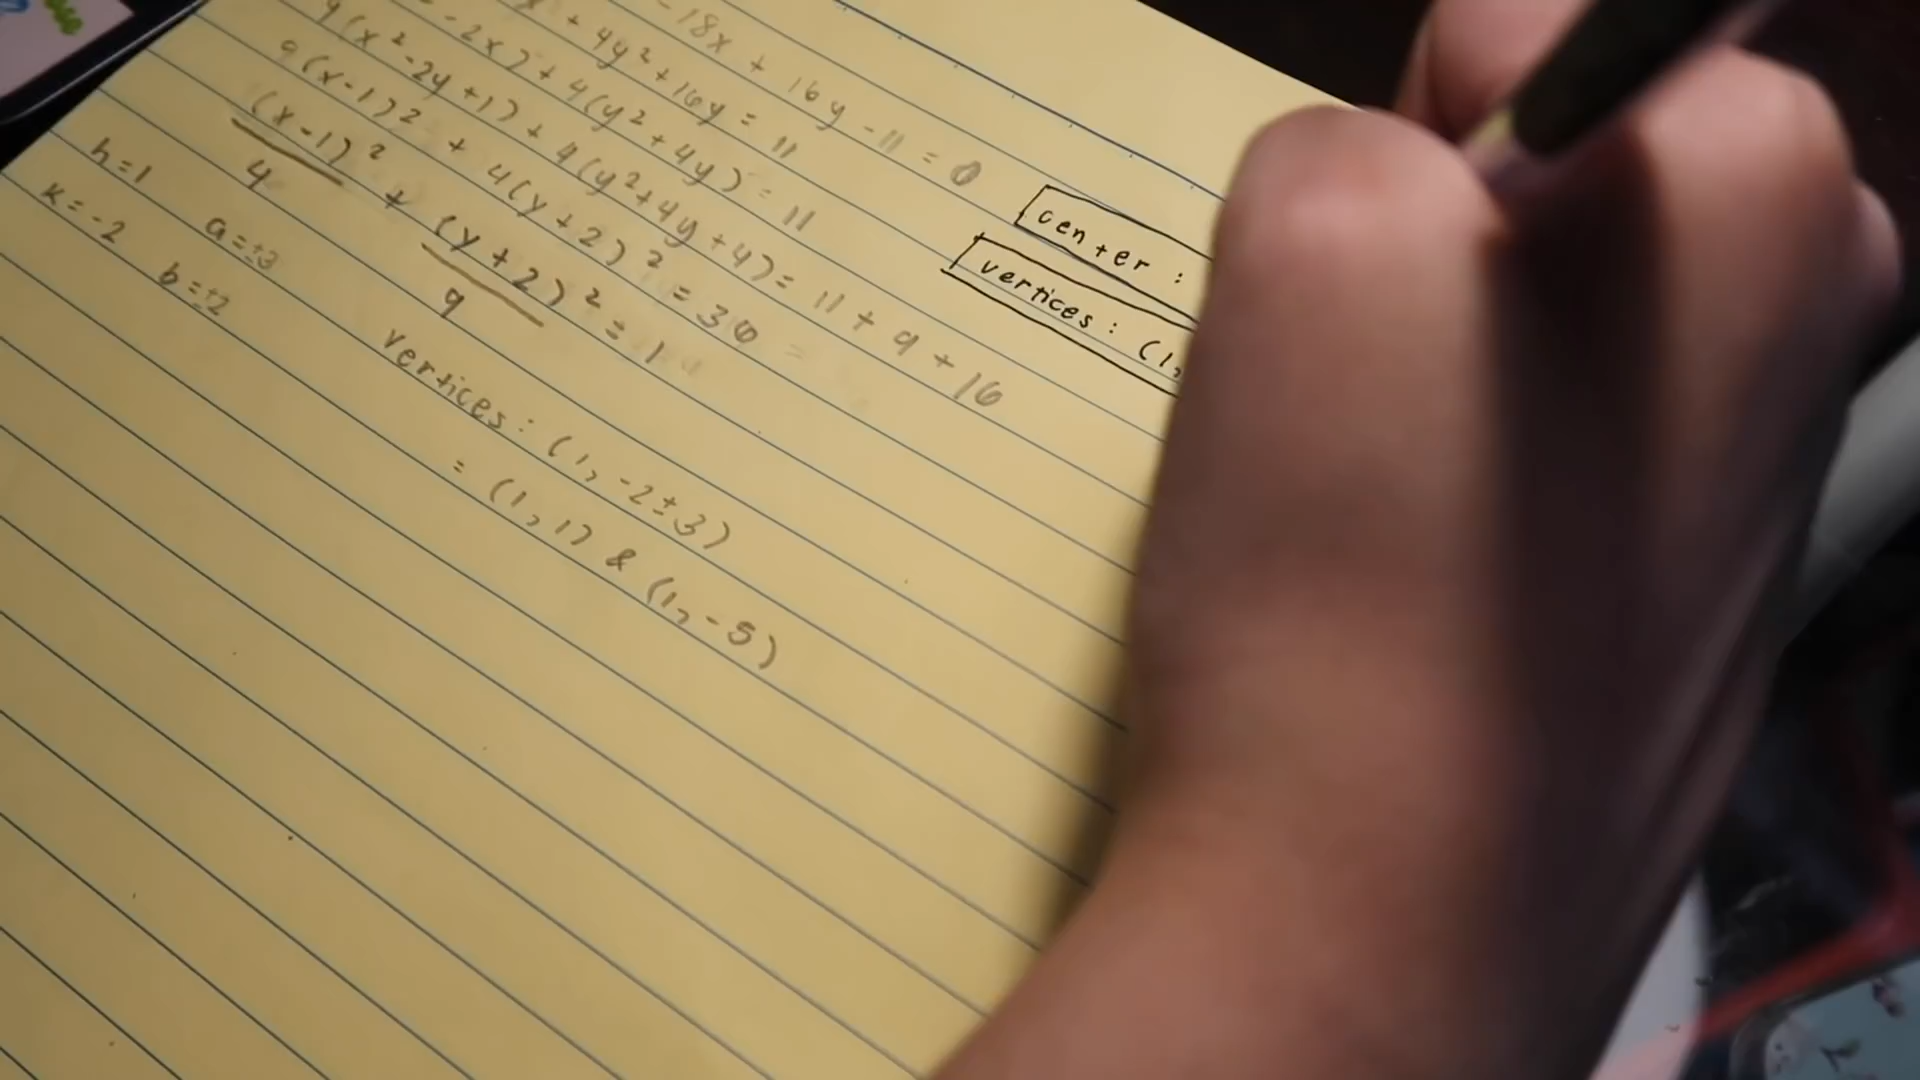 -18x + 16y - 11 = 0
x + 4y² + 16y = 11
-2x) + 4(y² + 4y) = 11
9(x² - 2y + 1) + 4(y² + 4y + 4) = 11 + 9 + 16
9(x-1)² + 4(y+2)² = 36
(x-1)²/4 + (y+2)²/9 = 1
h=1
k=-2
a=±3
b=±2
vertices: (1, -2±3)
= (1, 1) & (1, -5)
center:
vertices: (1,